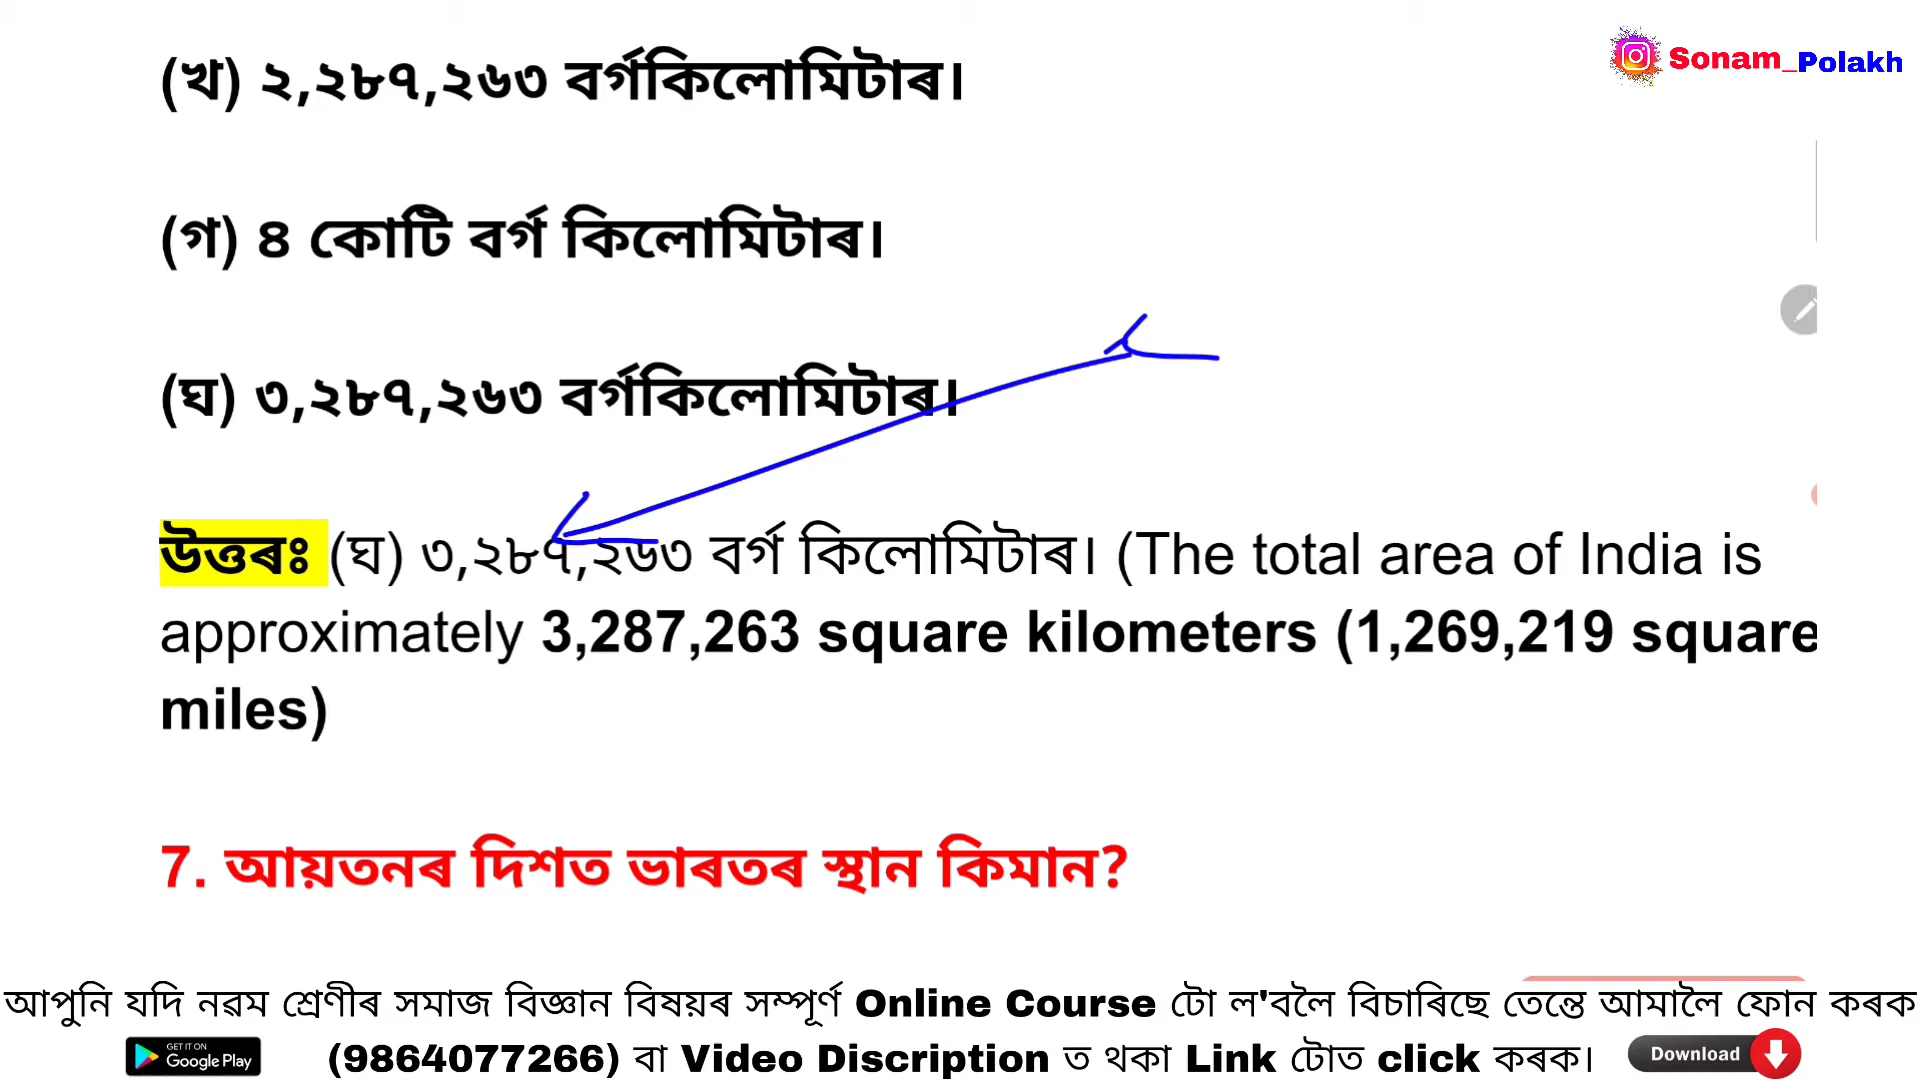 Sonam_Polakh
(খ) ২,২৮৭,২৬৩ বৰ্গকিলোমিটাৰ।
(গ) ৪ কোটি বৰ্গ কিলোমিটাৰ।
(ঘ) ৩,২৮৭,২৬৩ বৰ্গকিলোমিটাৰ।
উত্তৰঃ (ঘ) ৩,২৮৭,২৬৩ বৰ্গ কিলোমিটাৰ। (The total area of India is
approximately 3,287,263 square kilometers (1,269,219 square
miles)
7. আয়তনৰ দিশত ভাৰতৰ স্থান কিমান?
আপুনি যদি নৱম শ্ৰেণীৰ সমাজ বিজ্ঞান বিষয়ৰ সম্পূৰ্ণ Online Course টো ল'বলৈ বিচাৰিছে তেন্তে আমালৈ ফোন কৰক
GET IT ON
Google Play
(9864077266) বা Video Discription ত থকা Link টোত click কৰক।
Download